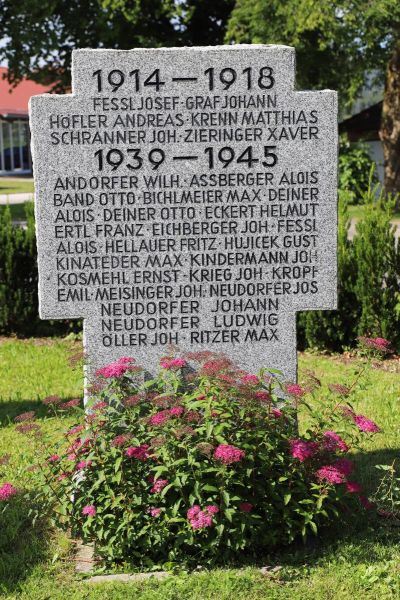 1914 – 1918
FESSL JOSEF · GRAF JOHANN
HÖFLER ANDREAS · KRENN MATTHIAS
SCHRANNER JOH. · ZIERINGER XAVER
1939 – 1945
ANDORFER WILH. · ASSBERGER ALOIS
BAND OTTO · BICHLMEIER MAX · DEINER
ALOIS · DEINER OTTO · ECKERT HELMUT
ERTL FRANZ · EICHBERGER JOH · FESSL
ALOIS · HELLAUER FRITZ · HUJICEK GUST
KINATEDER MAX · KINDERMANN JOH
KOSMEHL ERNST · KRIEG JOH · KROPF
EMIL · MEISINGER JOH. · NEUDORFER JOS
NEUDORFER JOHANN
NEUDORFER LUDWIG
ÖLLER JOH · RITZER MAX